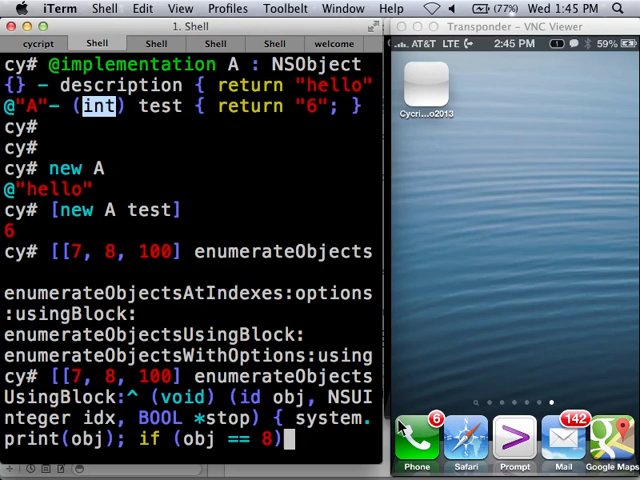 iTerm Shell Edit View Profiles Toolbelt Window Help (77%) Wed 1:45 PM
1. Shell
cycript Shell Shell Shell welcome
cy# @implementation A : NSObject
{} - description { return "hello"
@"A"- (int) test { return "6"; }
cy#
cy#
cy# new A
@"hello"
cy# [new A test]
6
cy# [[7, 8, 100] enumerateObjects
enumerateObjectsAtIndexes:options
:usingBlock:
enumerateObjectsUsingBlock:
enumerateObjectsWithOptions:using
cy# [[7, 8, 100] enumerateObjects
UsingBlock:^ (void) (id obj, NSUI
nteger idx, BOOL *stop) { system.
print(obj); if (obj == 8)
Transponder - VNC Viewer
AT&T LTE 2:45 PM 1 59%
Cycri...o2013
6
142
Phone Safari Prompt Mail Google Maps